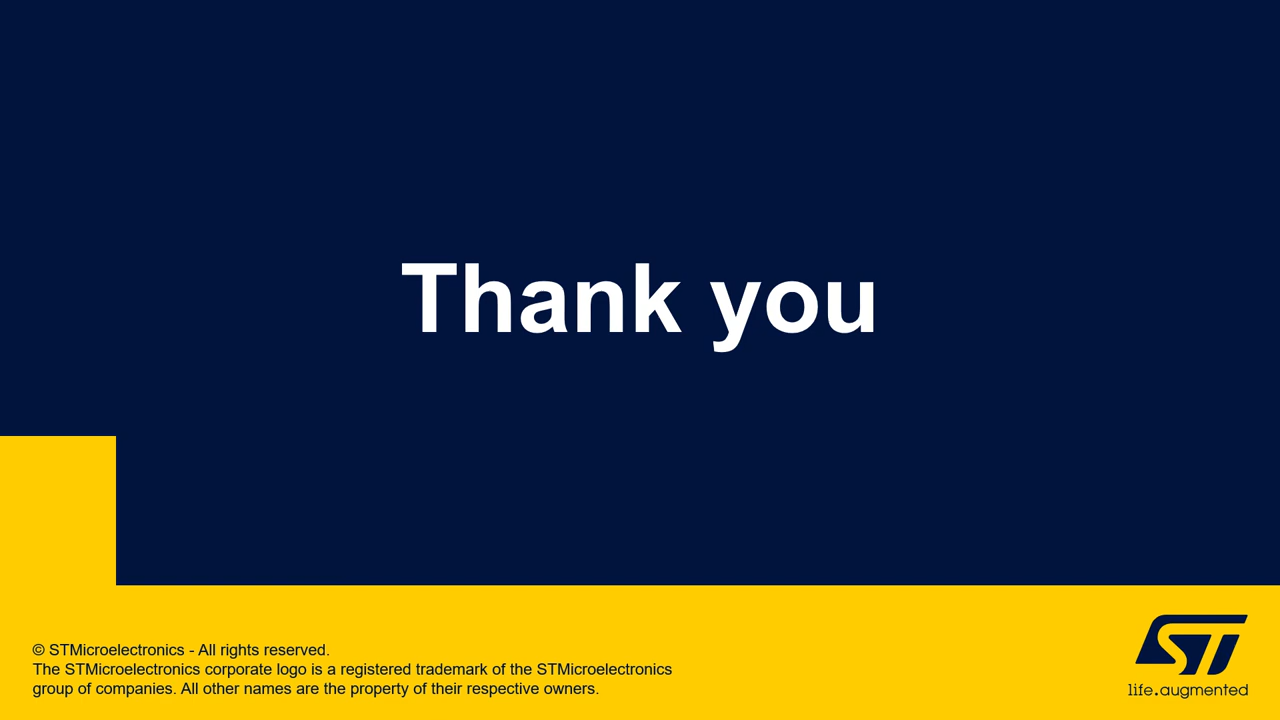 Thank you
© STMicroelectronics - All rights reserved.
The STMicroelectronics corporate logo is a registered trademark of the STMicroelectronics
group of companies. All other names are the property of their respective owners.
ST
life.augmented